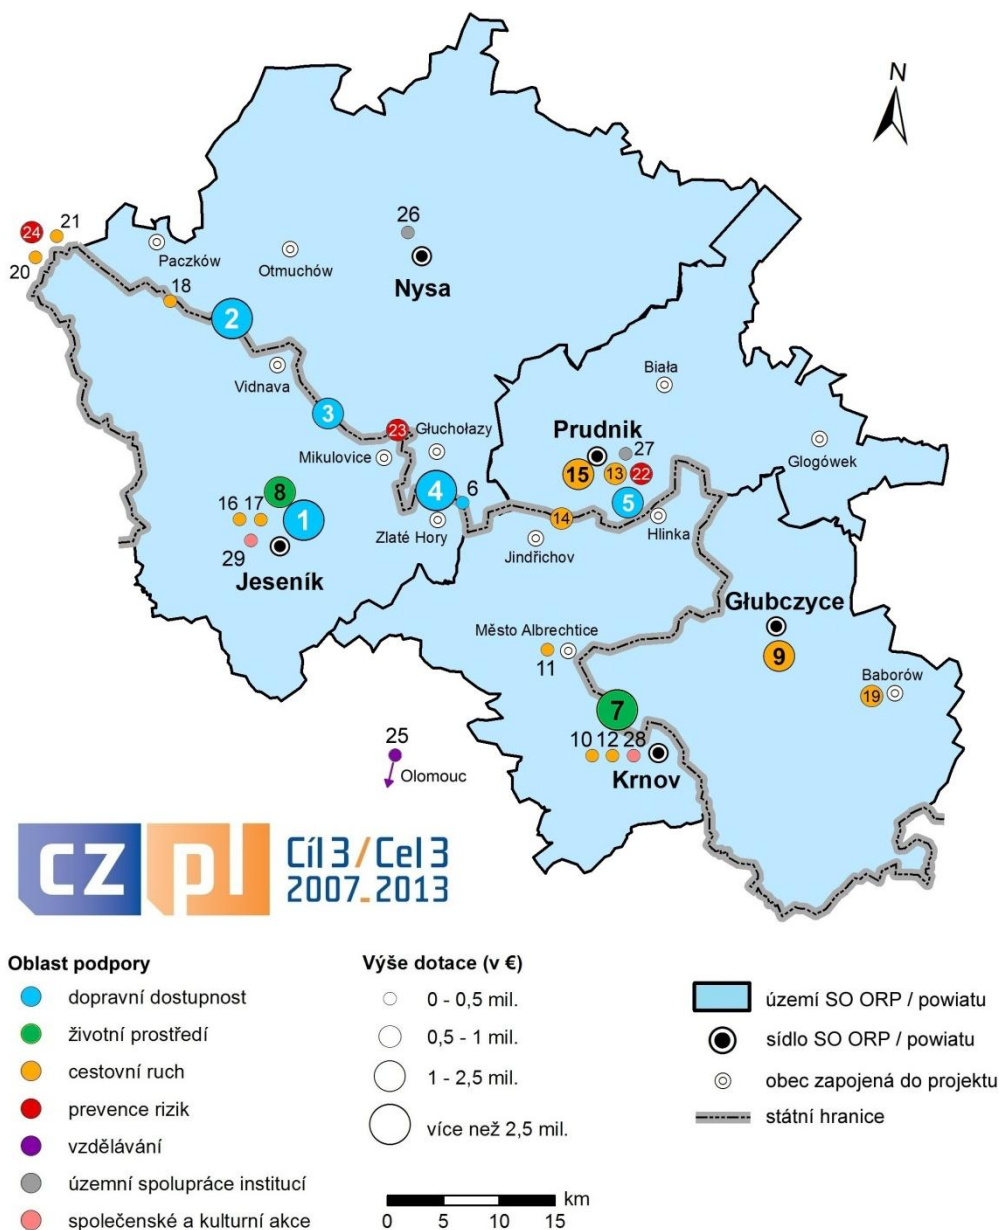 N
26
24
21
20
Paczków
Otmuchów
Nysa
18
2
Vidnava
Biała
3
23
Głuchołazy
Mikulovice
Prudnik
27
15
13
22
Glogówek
8
4
6
5
16
17
1
14
Zlaté Hory
Hlinka
29
Jindřichov
Jeseník
Głubczyce
Město Albrechtice
11
9
Baborów
19
7
25
Olomouc
10
12
28
Krnov
cz pl
Cíl 3 / Cel 3
2007_2013
Oblast podpory
dopravní dostupnost
životní prostředí
cestovní ruch
prevence rizik
vzdělávání
územní spolupráce institucí
společenské a kulturní akce
Výše dotace (v €)
0 - 0,5 mil.
0,5 - 1 mil.
1 - 2,5 mil.
více než 2,5 mil.
km
0 5 10 15
území SO ORP / powiatu
sídlo SO ORP / powiatu
obec zapojená do projektu
státní hranice